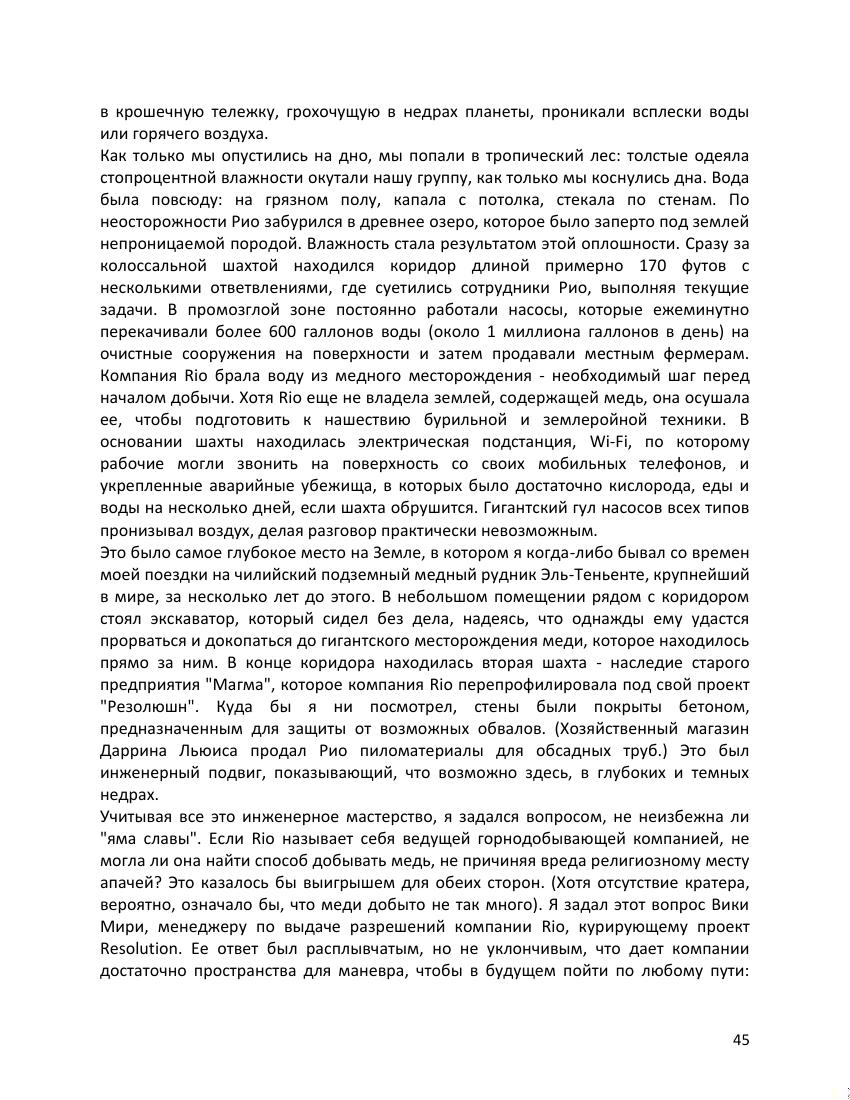 в крошечную тележку, грохочущую в недрах планеты, проникали всплески воды
или горячего воздуха.
Как только мы опустились на дно, мы попали в тропический лес: толстые одеяла
стопроцентной влажности окутали нашу группу, как только мы коснулись дна. Вода
была повсюду: на грязном полу, капала с потолка, стекала по стенам. По
неосторожности Рио забурился в древнее озеро, которое было заперто под землей
непроницаемой породой. Влажность стала результатом этой оплошности. Сразу за
колоссальной шахтой находился коридор длиной примерно 170 футов с
несколькими ответвлениями, где суетились сотрудники Рио, выполняя текущие
задачи. В промозглой зоне постоянно работали насосы, которые ежеминутно
перекачивали более 600 галлонов воды (около 1 миллиона галлонов в день) на
очистные сооружения на поверхности и затем продавали местным фермерам.
Компания Rio брала воду из медного месторождения - необходимый шаг перед
началом добычи. Хотя Rio еще не владела землей, содержащей медь, она осушала
ее, чтобы подготовить к нашествию бурильной и землеройной техники. В
основании шахты находилась электрическая подстанция, Wi-Fi, по которому
рабочие могли звонить на поверхность со своих мобильных телефонов, и
укрепленные аварийные убежища, в которых было достаточно кислорода, еды и
воды на несколько дней, если шахта обрушится. Гигантский гул насосов всех типов
пронизывал воздух, делая разговор практически невозможным.
Это было самое глубокое место на Земле, в котором я когда-либо бывал со времен
моей поездки на чилийский подземный медный рудник Эль-Теньенте, крупнейший
в мире, за несколько лет до этого. В небольшом помещении рядом с коридором
стоял экскаватор, который сидел без дела, надеясь, что однажды ему удастся
прорваться и докопаться до гигантского месторождения меди, которое находилось
прямо за ним. В конце коридора находилась вторая шахта - наследие старого
предприятия "Магма", которое компания Rio перепрофилировала под свой проект
"Резолюшн". Куда бы я ни посмотрел, стены были покрыты бетоном,
предназначенным для защиты от возможных обвалов. (Хозяйственный магазин
Даррина Льюиса продал Рио пиломатериалы для обсадных труб.) Это был
инженерный подвиг, показывающий, что возможно здесь, в глубоких и темных
недрах.
Учитывая все это инженерное мастерство, я задался вопросом, не неизбежна ли
"яма славы". Если Rio называет себя ведущей горнодобывающей компанией, не
могла ли она найти способ добывать медь, не причиняя вреда религиозному месту
апачей? Это казалось бы выигрышем для обеих сторон. (Хотя отсутствие кратера,
вероятно, означало бы, что меди добыто не так много). Я задал этот вопрос Вики
Мири, менеджеру по выдаче разрешений компании Rio, курирующему проект
Resolution. Ее ответ был расплывчатым, но не уклончивым, что дает компании
достаточно пространства для маневра, чтобы в будущем пойти по любому пути:
45